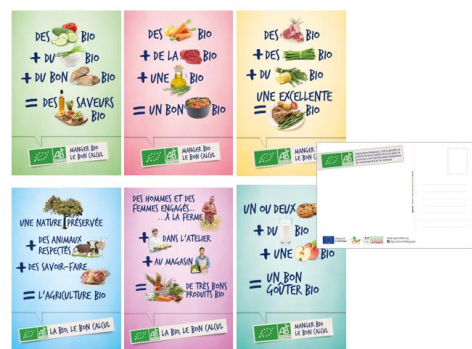 DES BIO
+ DU BIO
+ DU BON BIO
= DES SAVEURS
BIO
AB MANGER BIO
LE BON CALCUL
DES BIO
+ DE LA BIO
+ UNE BIO
= UN BON BIO
AB MANGER BIO
LE BON CALCUL
DES BIO
+ DES BIO
+ DU BIO
UNE EXCELLENTE
= BIO
AB MANGER BIO
LE BON CALCUL
UNE NATURE PRÉSERVÉE
+ DES ANIMAUX
RESPECTÉS
+ DES SAVOIR-FAIRE
= L'AGRICULTURE BIO
AB LA BIO, LE BON CALCUL
DES HOMMES ET DES
FEMMES ENGAGÉS...
...À LA FERME
+ DANS L'ATELIER
+ AU MAGASIN
= DE TRÈS BONS
PRODUITS BIO
AB LA BIO, LE BON CALCUL
UN OU DEUX
+ DU
+ UNE
= UN BON
GOÛTER BIO
AB MANGER BIO
LE BON CALCUL
AB